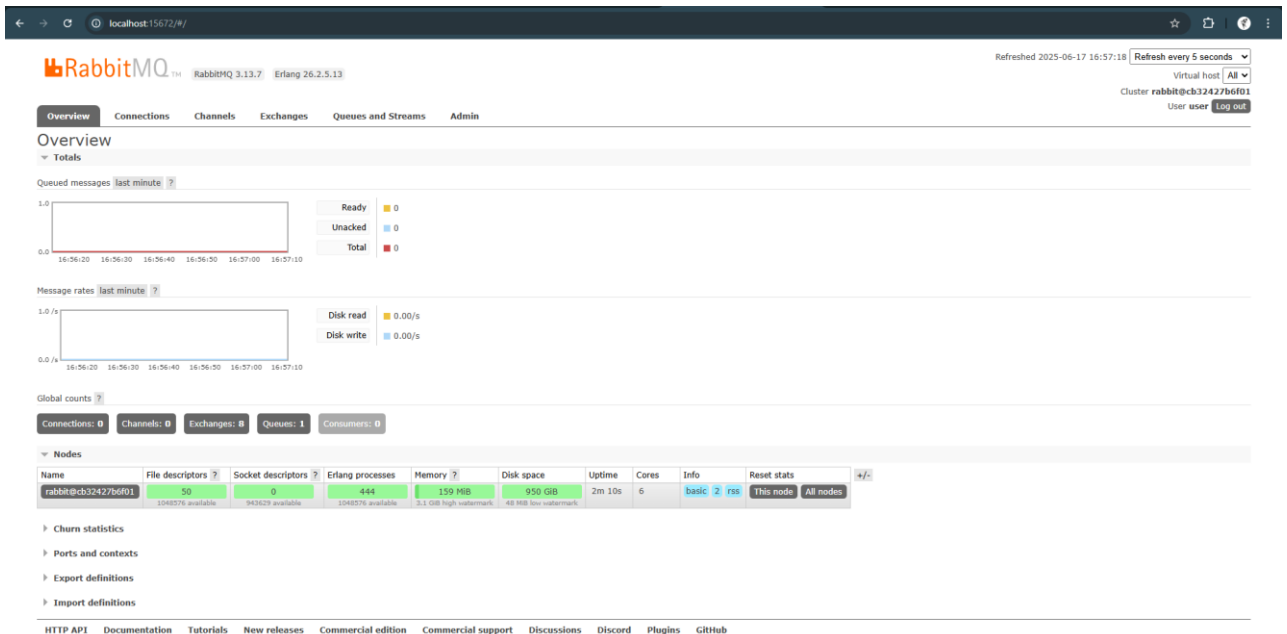 localhost:15672/#/
Refreshed 2025-06-17 16:57:18 Refresh every 5 seconds
RabbitMQ TM RabbitMQ 3.13.7 Erlang 26.2.5.13
Virtual host All
Cluster rabbit@cb32427b6f01
User user Log out
Overview Connections Channels Exchanges Queues and Streams Admin
Overview
Totals
Queued messages last minute ?
1.0
0.0
16:56:20 16:56:30 16:56:40 16:56:50 16:57:00 16:57:10
Ready 0
Unacked 0
Total 0
Message rates last minute ?
1.0 /s
0.0 /s
16:56:20 16:56:30 16:56:40 16:56:50 16:57:00 16:57:10
Disk read 0.00/s
Disk write 0.00/s
Global counts ?
Connections: 0 Channels: 0 Exchanges: 8 Queues: 1 Consumers: 0
Nodes
Name File descriptors ? Socket descriptors ? Erlang processes Memory ? Disk space Uptime Cores Info Reset stats +/-
rabbit@cb32427b6f01 50 0 444 159 MiB 950 GiB 2m 10s 6 basic 2 rss This node All nodes
1048576 available 943629 available 1048576 available 3.1 GiB high watermark 48 MiB low watermark
Churn statistics
Ports and contexts
Export definitions
Import definitions
HTTP API Documentation Tutorials New releases Commercial edition Commercial support Discussions Discord Plugins GitHub